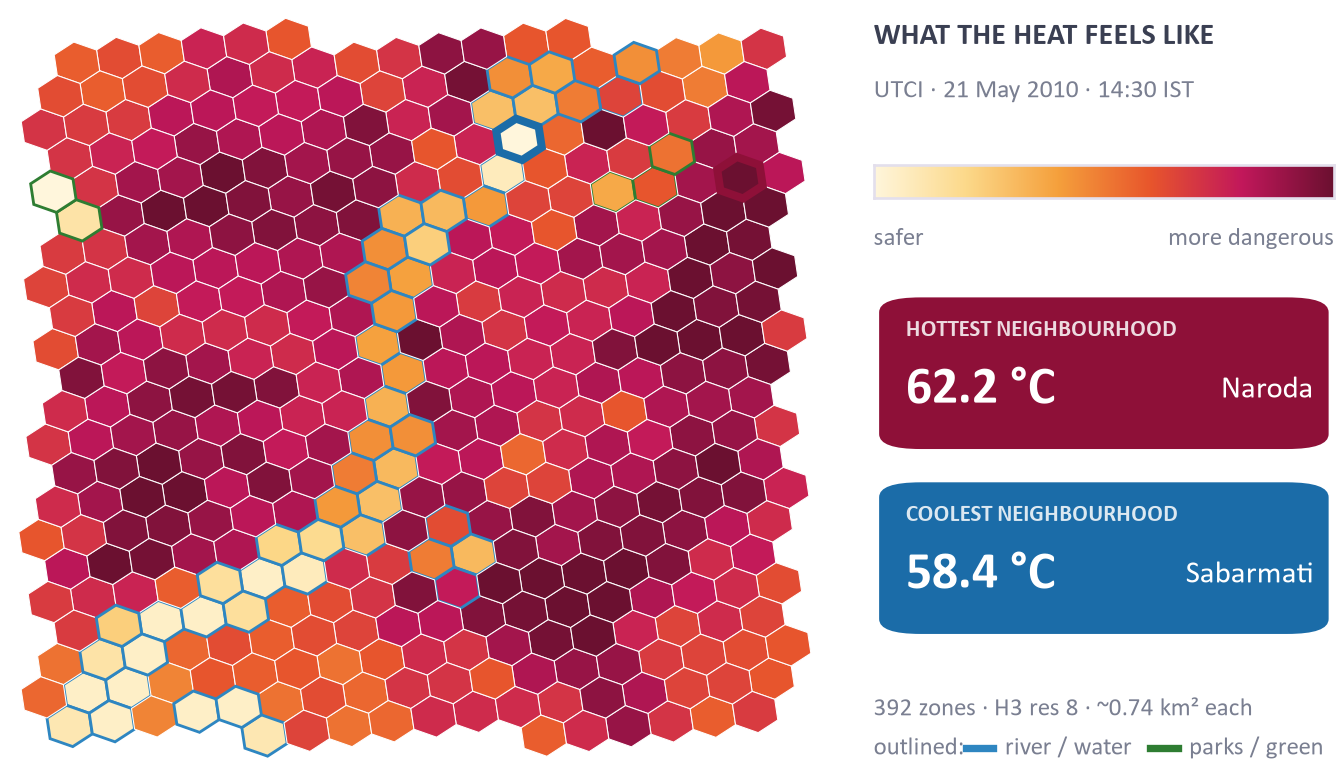 WHAT THE HEAT FEELS LIKE
UTCI · 21 May 2010 · 14:30 IST
safer more dangerous
HOTTEST NEIGHBOURHOOD
62.2 °C Naroda
COOLEST NEIGHBOURHOOD
58.4 °C Sabarmati
392 zones · H3 res 8 · ~0.74 km² each
outlined: river / water parks / green